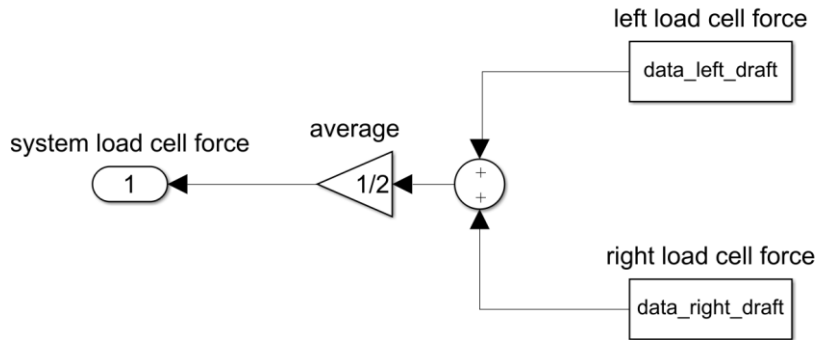 left load cell force
data_left_draft
average
system load cell force
1
1/2
+
+
right load cell force
data_right_draft